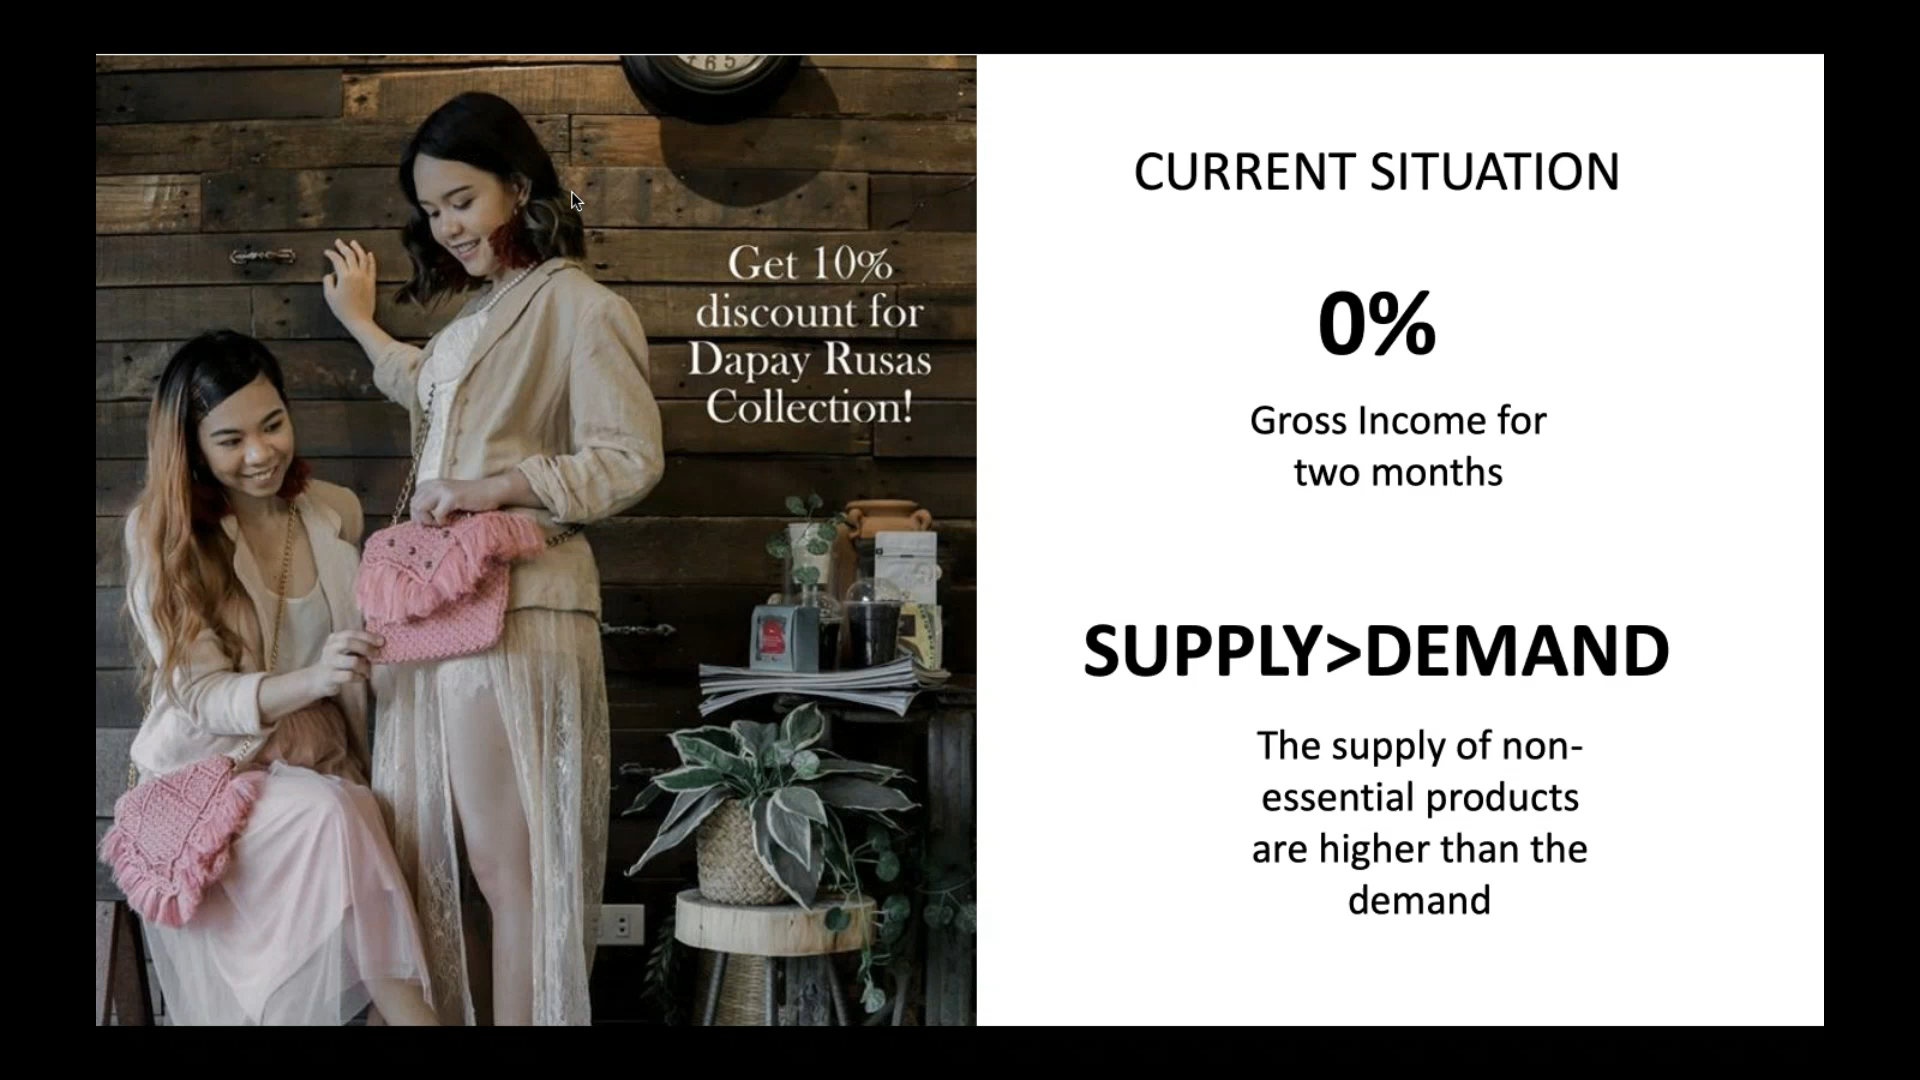 Get 10%
discount for
Dapay Rusas
Collection!
CURRENT SITUATION
0%
Gross Income for
two months
SUPPLY>DEMAND
The supply of non-
essential products
are higher than the
demand